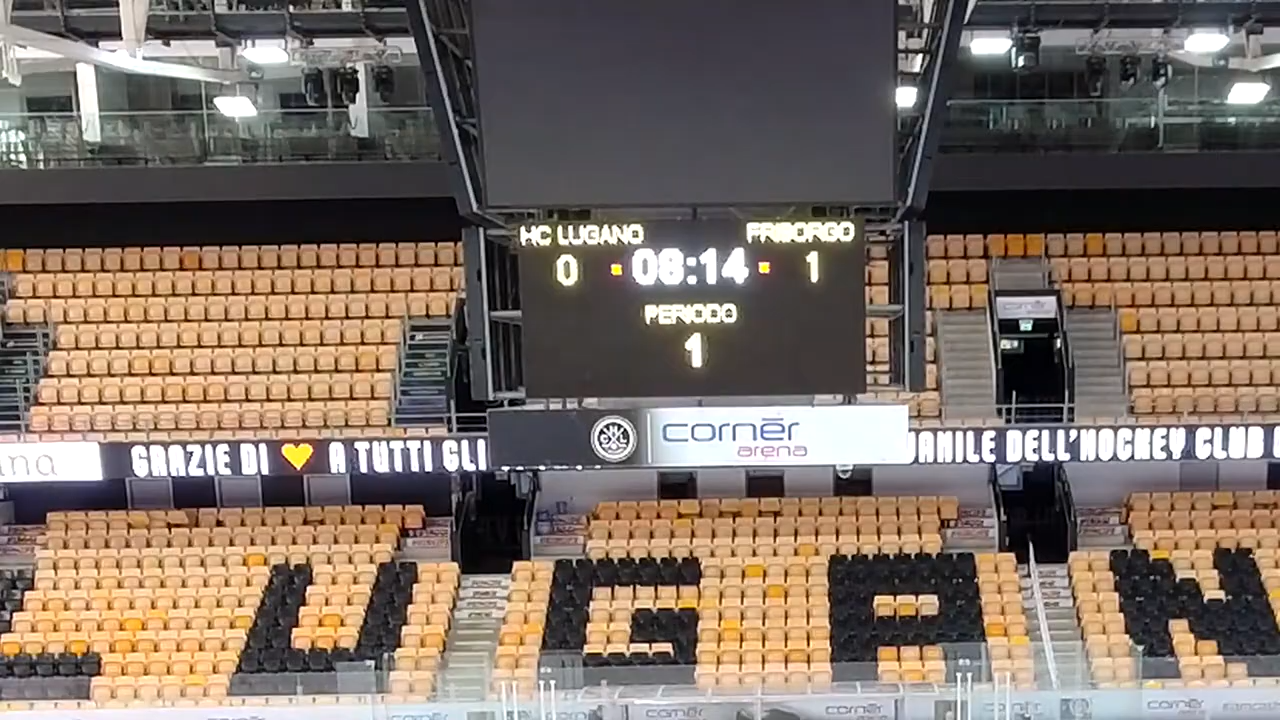 HC LUGANO FRIBORGO
0 08:14 1
PERIODO
1
GRAZIE DI 🧡 A TUTTI GLI
cornèr
arena
DELL'HOCKEY CLUB
L U G A N